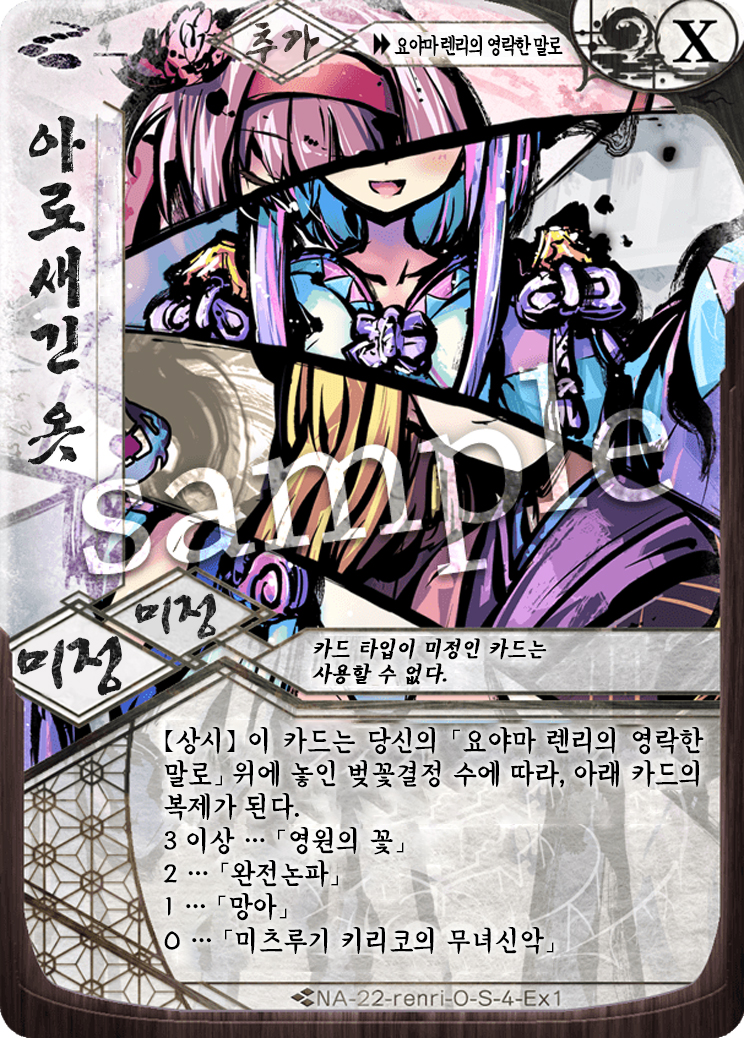 추가
요야마 렌리의 영락한 말로
X
아로새긴 옷
sample
미정
미정
카드 타입이 미정인 카드는
사용할 수 없다.
【상시】 이 카드는 당신의 「요야마 렌리의 영락한
말로」 위에 놓인 벚꽃결정 수에 따라, 아래 카드의
복제가 된다.
3 이상 … 「영원의 꽃」
2 … 「완전논파」
1 … 「망아」
0 … 「미츠루기 키리코의 무녀신악」
NA-22-renri-O-S-4-Ex1